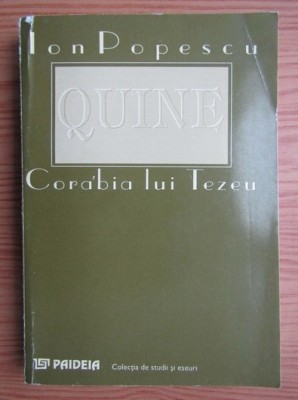 Ion Popescu
QUINE
Corabia lui Tezeu
PAIDEIA
Colecția de studii și eseuri